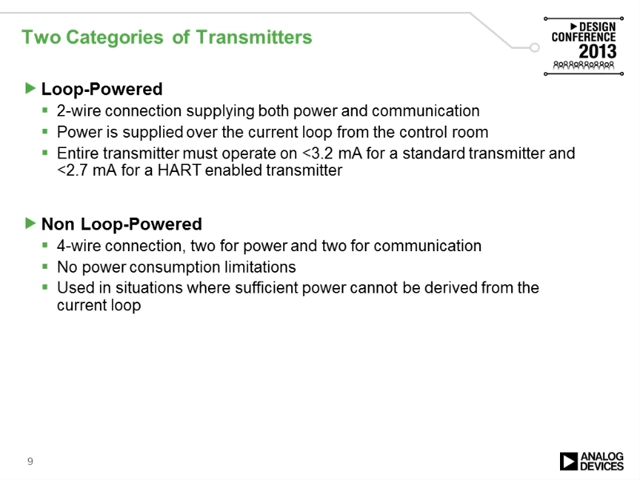 Two Categories of Transmitters
DESIGN
CONFERENCE
2013
Loop-Powered
2-wire connection supplying both power and communication
Power is supplied over the current loop from the control room
Entire transmitter must operate on <3.2 mA for a standard transmitter and
<2.7 mA for a HART enabled transmitter
Non Loop-Powered
4-wire connection, two for power and two for communication
No power consumption limitations
Used in situations where sufficient power cannot be derived from the
current loop
9
ANALOG
DEVICES